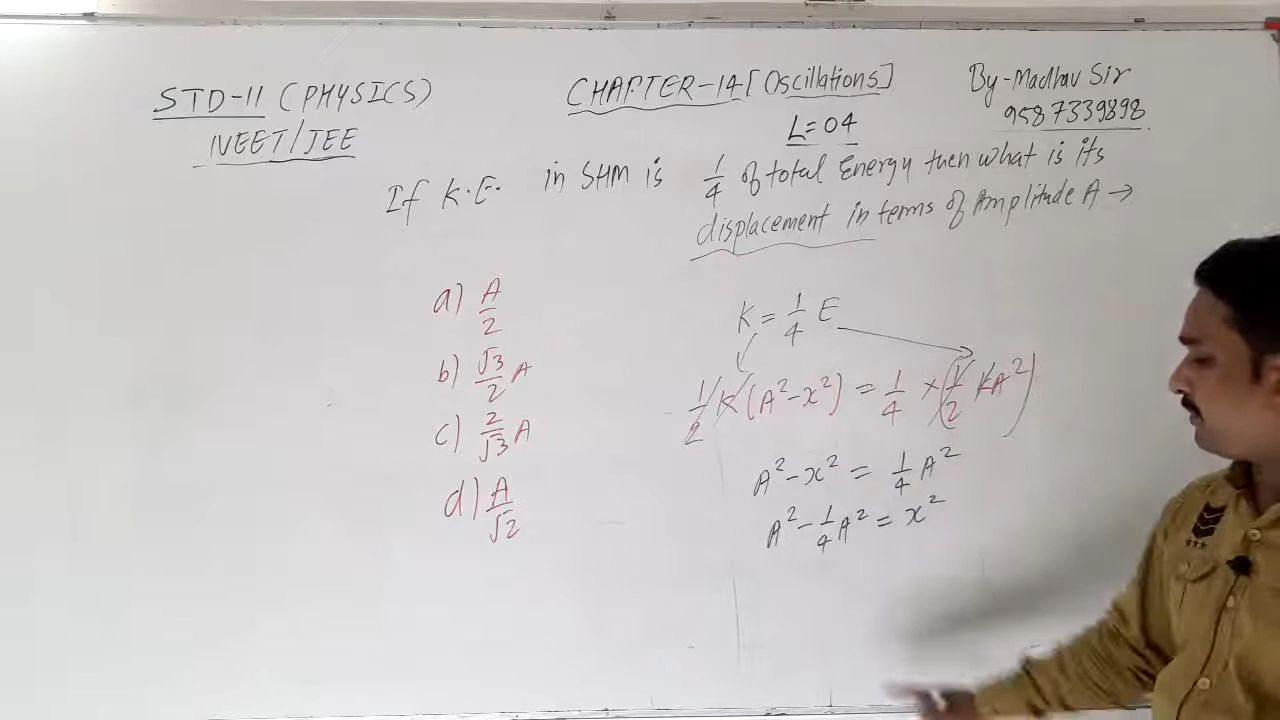 STD-11 (PHYSICS)
NEET/JEE
CHAPTER-14 [Oscillations]
L=04
By-Madhav Sir
9587339898
If K.E. in SHM is 1/4 of total Energy then what is its
displacement in terms of Amplitude A →
a) A/2
b) √3/2 A
c) 2/√3 A
d) A/√2
K = 1/4 E
1/2 K (A²-x²) = 1/4 × (1/2 KA²)
A²-x² = 1/4 A²
A²-1/4 A² = x²